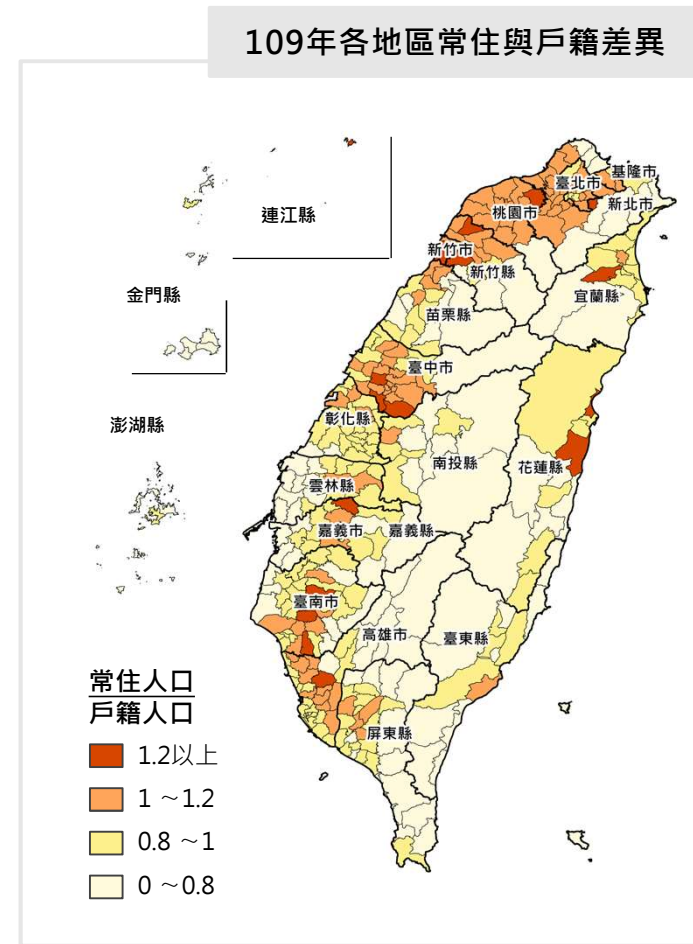 109年各地區常住與戶籍差異
連江縣
金門縣
澎湖縣
基隆市
臺北市
新北市
桃園市
新竹市
新竹縣
宜蘭縣
苗栗縣
臺中市
彰化縣
南投縣
花蓮縣
雲林縣
嘉義市
嘉義縣
臺南市
高雄市
臺東縣
屏東縣
常住人口
戶籍人口
1.2以上
1 ～1.2
0.8 ～1
0 ～0.8